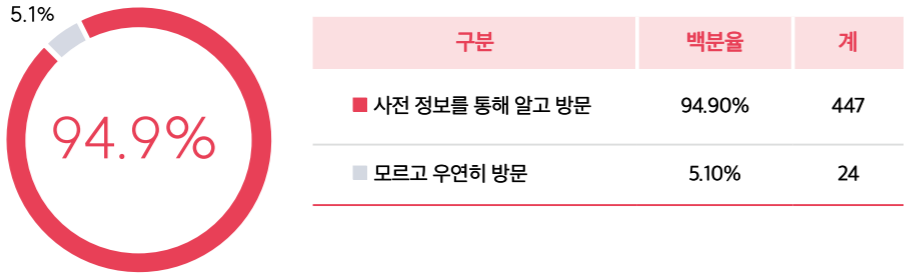 5.1%
94.9%
구분 백분율 계
사전 정보를 통해 알고 방문 94.90% 447
모르고 우연히 방문 5.10% 24